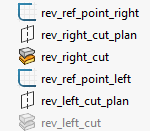 rev_ref_point_right
rev_right_cut_plan
rev_right_cut
rev_ref_point_left
rev_left_cut_plan
rev_left_cut